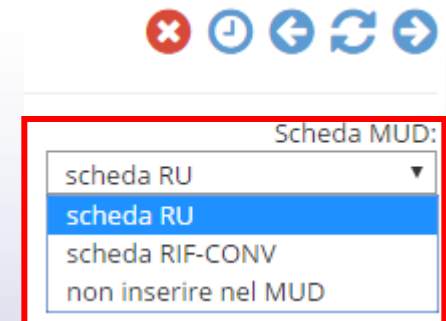 Scheda MUD:
scheda RU
scheda RU
scheda RIF-CONV
non inserire nel MUD